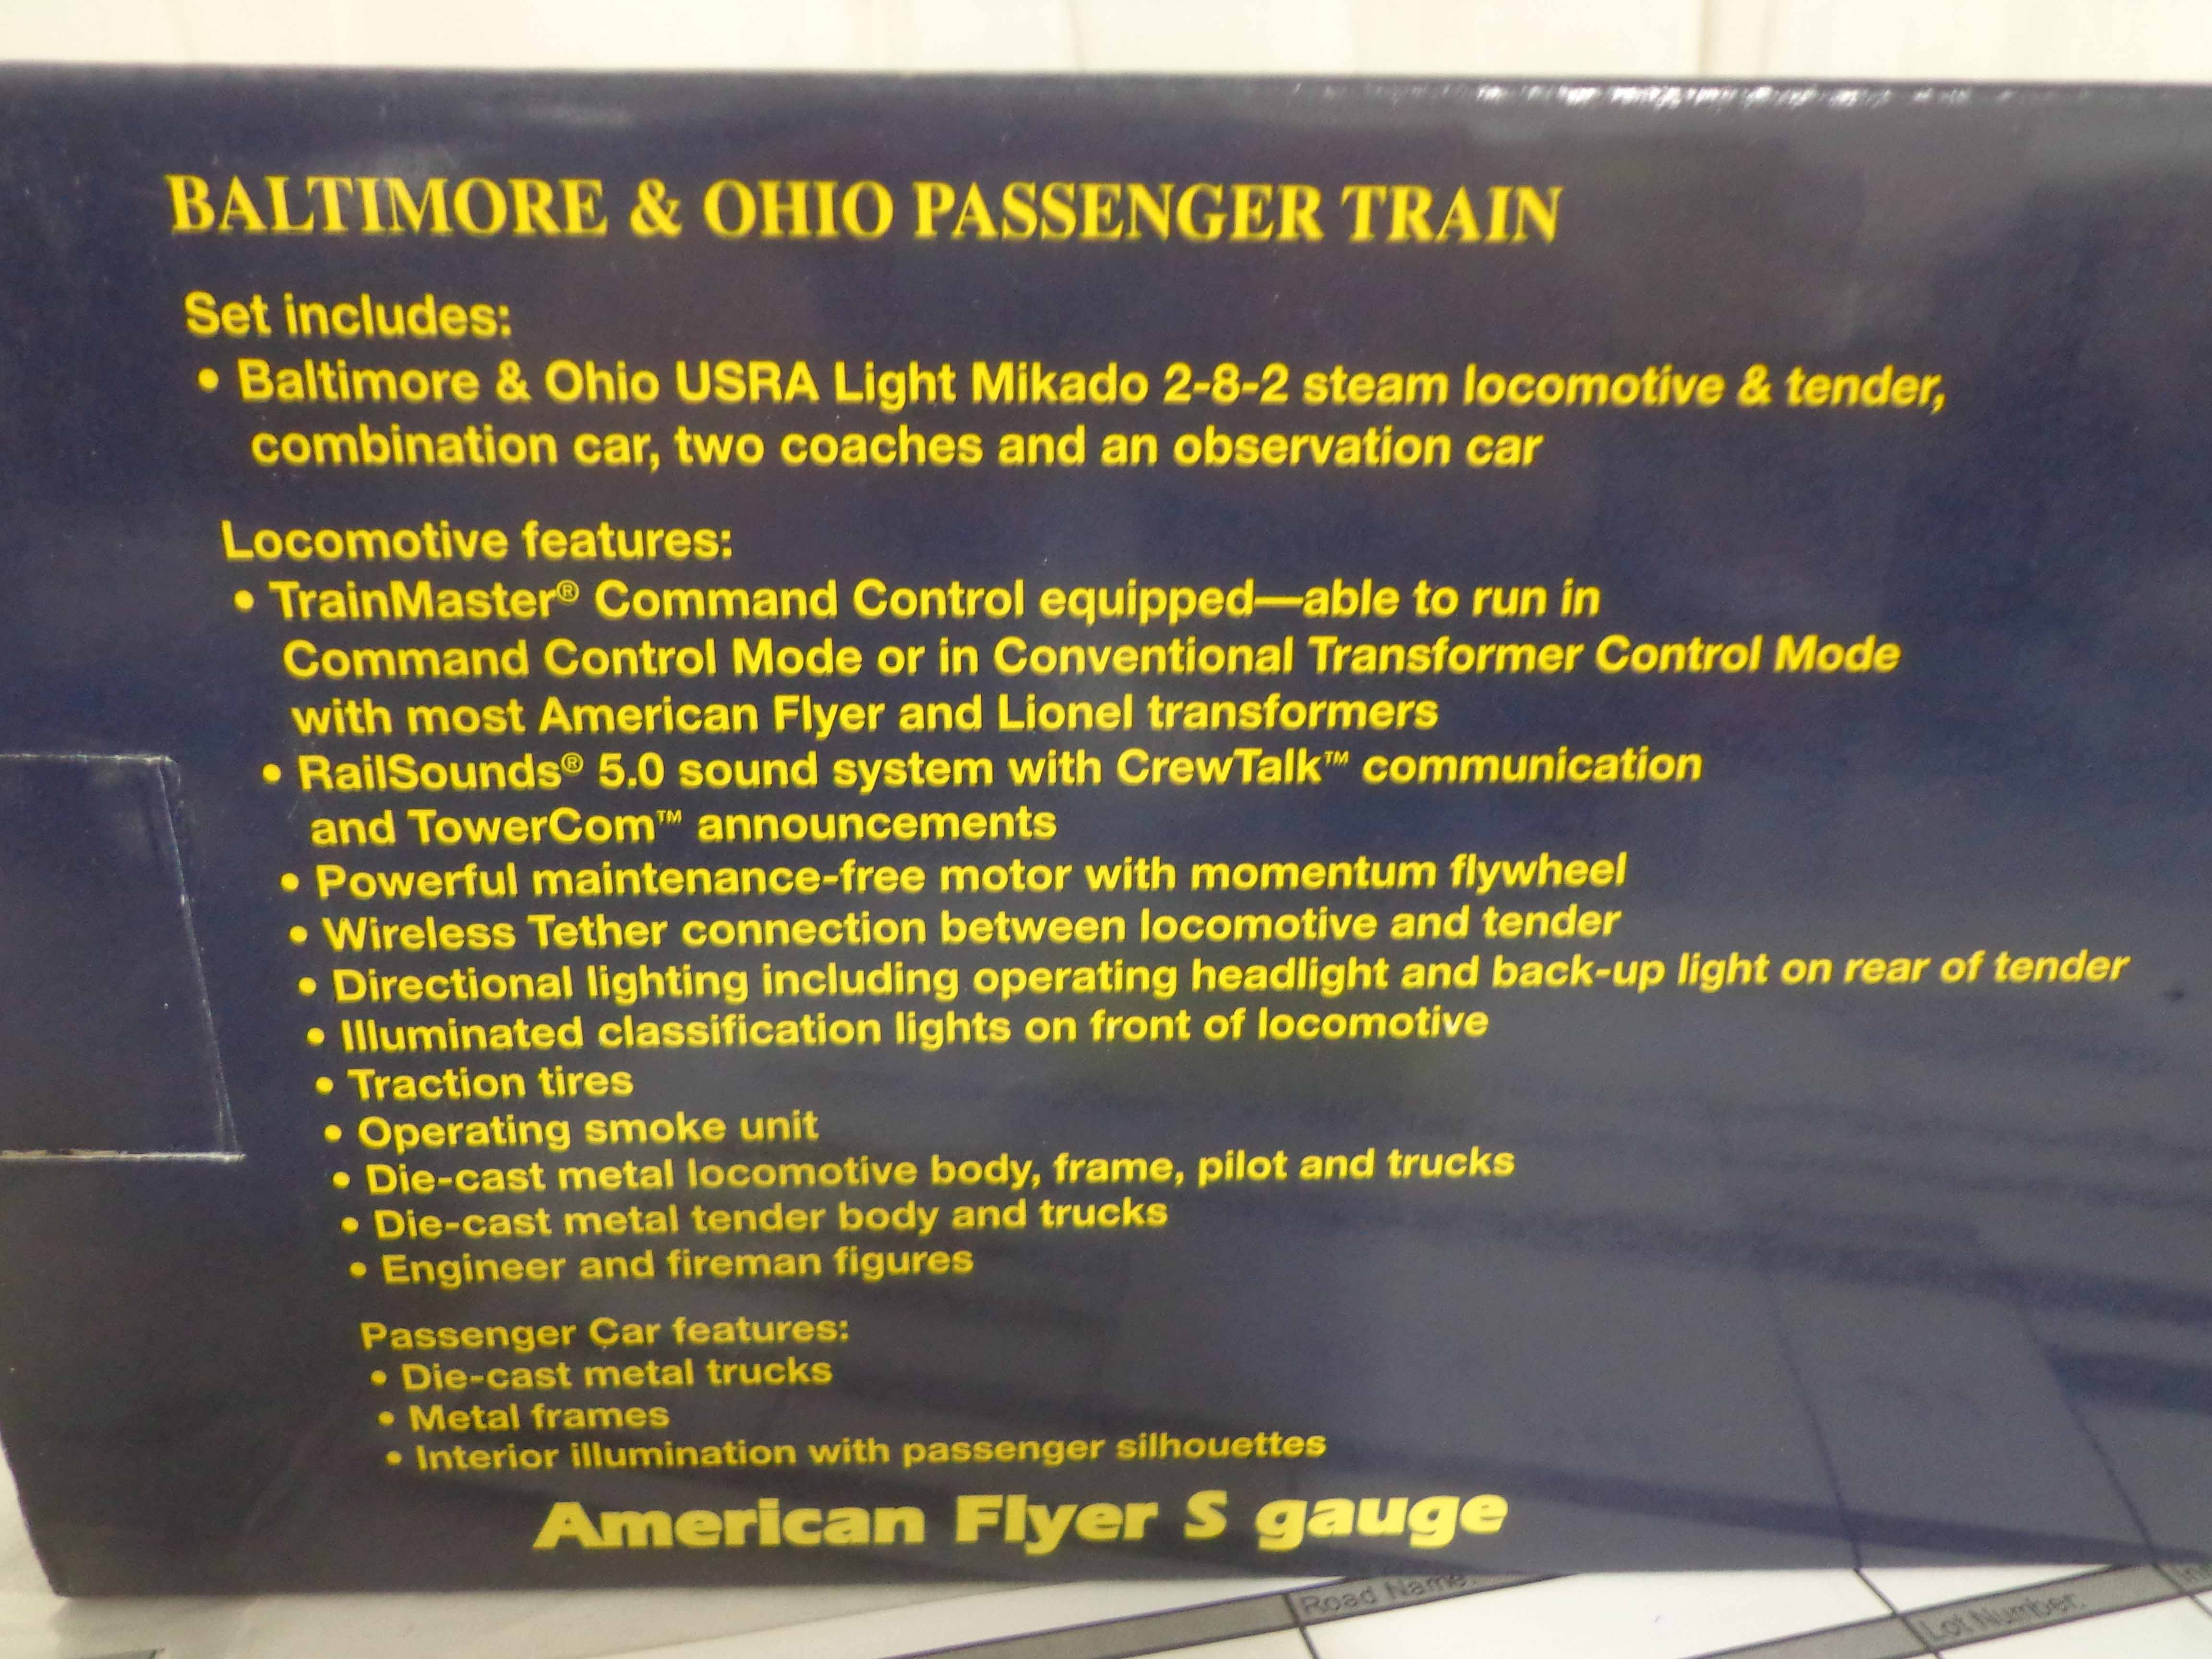 BALTIMORE & OHIO PASSENGER TRAIN
Set includes:
• Baltimore & Ohio USRA Light Mikado 2-8-2 steam locomotive & tender,
combination car, two coaches and an observation car
Locomotive features:
• TrainMaster® Command Control equipped—able to run in
Command Control Mode or in Conventional Transformer Control Mode
with most American Flyer and Lionel transformers
• RailSounds® 5.0 sound system with CrewTalk™ communication
and TowerCom™ announcements
• Powerful maintenance-free motor with momentum flywheel
• Wireless Tether connection between locomotive and tender
• Directional lighting including operating headlight and back-up light on rear of tender
• Illuminated classification lights on front of locomotive
• Traction tires
• Operating smoke unit
• Die-cast metal locomotive body, frame, pilot and trucks
• Die-cast metal tender body and trucks
• Engineer and fireman figures
Passenger Car features:
• Die-cast metal trucks
• Metal frames
• Interior illumination with passenger silhouettes
American Flyer S gauge
Road Name:
Lot Number: